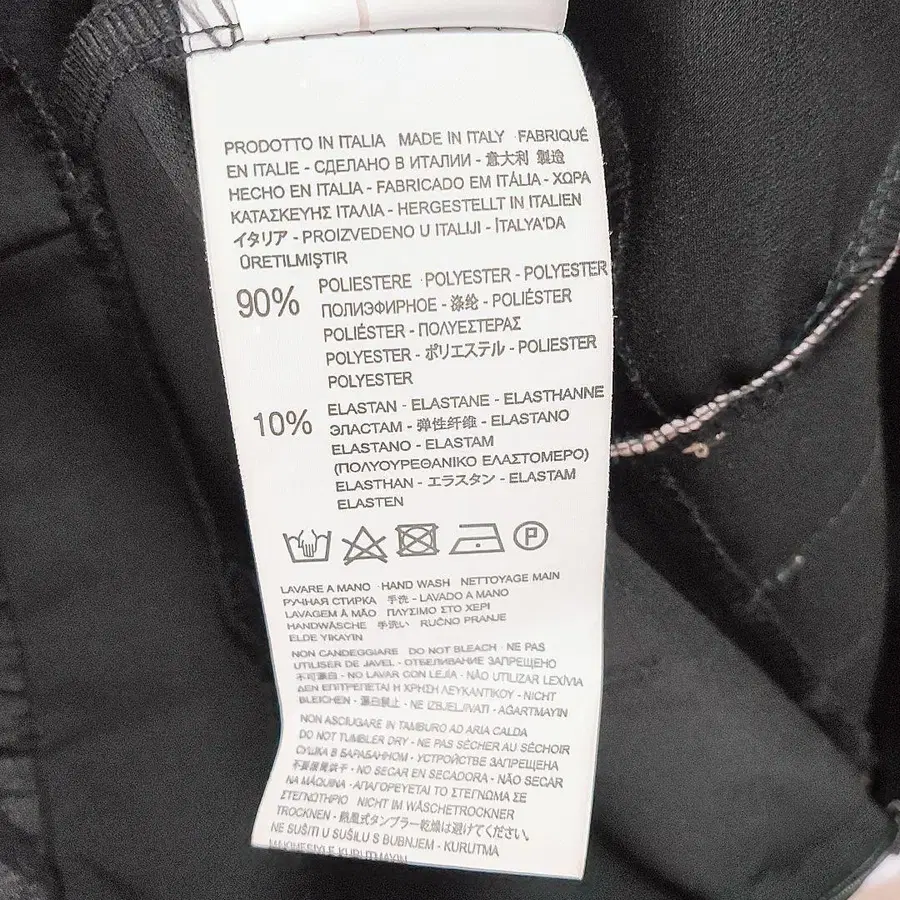 PRODOTTO IN ITALIA MADE IN ITALY FABRIQUÉ
EN ITALIE - СДЕЛАНО В ИТАЛИИ - 意大利 製造
HECHO EN ITALIA - FABRICADO EM ITÁLIA - ΧΩΡΑ
ΚΑΤΑΣΚΕΥΗΣ ΙΤΑΛΙΑ - HERGESTELLT IN ITALIEN
イタリア - PROIZVEDENO U ITALIJI - İTALYA'DA
ÜRETILMIŞTIR
90% POLIESTERE POLYESTER - POLYESTER
ПОЛИЭФИРНОЕ - 涤纶 - POLIÉSTER
POLIÉSTER - ΠΟΛΥΕΣΤΕΡΑΣ
POLYESTER - ポリエステル - POLIESTER
POLYESTER
10% ELASTAN - ELASTANE - ELASTHANNE
ЭЛАСТАМ - 弹性纤维 - ELASTANO
ELASTANO - ELASTAM
(ΠΟΛΥΟΥΡΕΘΑΝΙΚΟ ΕΛΑΣΤΟΜΕΡΟ)
ELASTHAN - エラスタン - ELASTAM
ELASTEN
P
LAVARE A MANO HAND WASH NETTOYAGE MAIN
РУЧНАЯ СТИРКА 手洗 - LAVADO A MANO
LAVAGEM À MÃO ΠΛΥΣΙΜΟ ΣΤΟ ΧΕΡΙ
HANDWÄSCHE 手洗い RUČNO PRANJE
ELDE YIKAYIN
NON CANDEGGIARE DO NOT BLEACH - NE PAS
UTILISER DE JAVEL - ОТБЕЛИВАНИЕ ЗАПРЕЩЕНО
不可漂白 - NO LAVAR CON LEJÍA - NÃO UTILIZAR LEXÍVIA
ΔΕΝ ΕΠΙΤΡΕΠΕΤΑΙ Η ΧΡΗΣΗ ΛΕΥΚΑΝΤΙΚΟΥ - NICHT
BLEICHEN - 漂白禁止 - NE IZBJELJIVATI - AĞARTMAYIN
NON ASCIUGARE IN TAMBURO AD ARIA CALDA
DO NOT TUMBLER DRY - NE PAS SÉCHER AU SÉCHOIR
СУШКА В БАРАБАННОМ - УСТРОЙСТВЕ ЗАПРЕЩЕНА
- NO SECAR EN SECADORA - NÃO SECAR
NA MÁQUINA - ΑΠΑΓΟΡΕΥΕΤΑΙ ΤΟ ΣΤΕΓΝΩΜΑ ΣΕ
ΣΤΕΓΝΩΤΗΡΙΟ NICHT IM WÄSCHETROCKNER
TROCKNEN - 熱風式タンブラー乾燥は避けてください。
NE SUŠITI U SUŠILU S BUBNJEM - KURUTMA
KURUTMAYIN